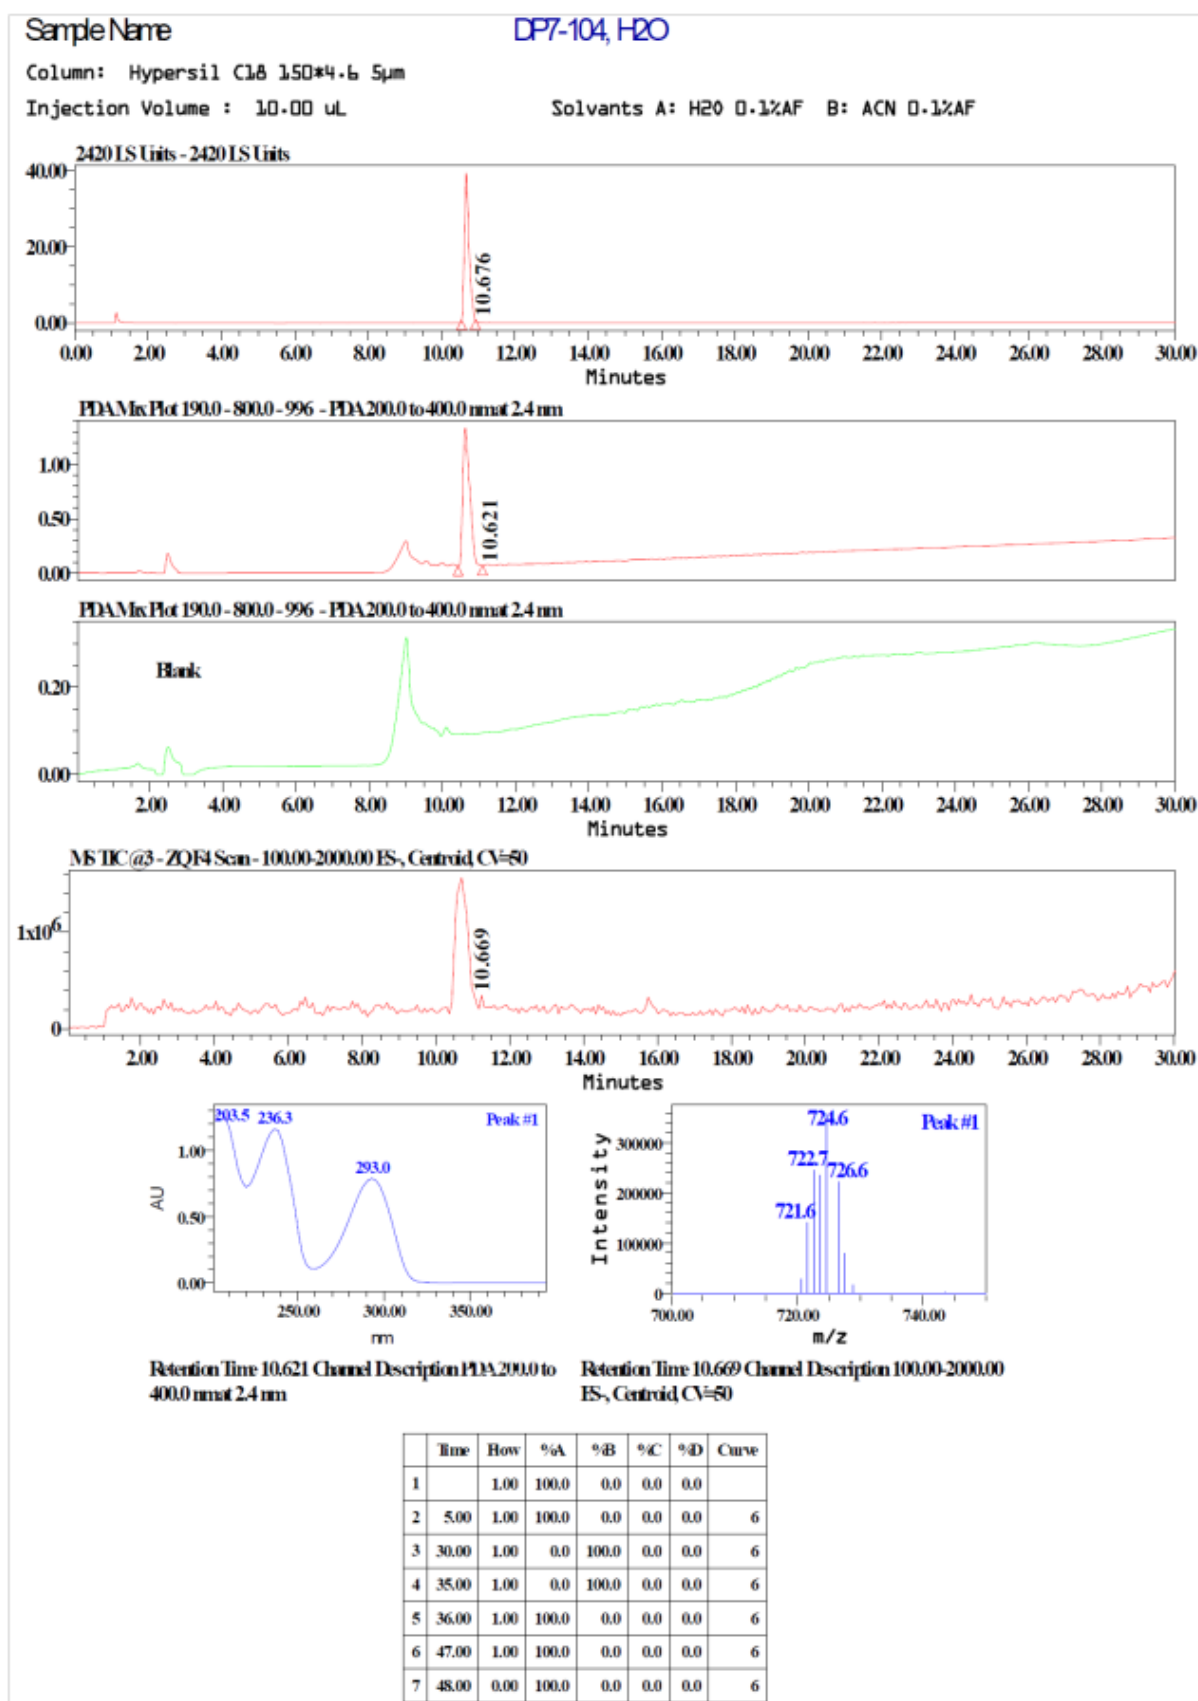 Sample Name DP7-104, H2O
Column: Hypersil C18 150*4.6 5µm
Injection Volume : 10.00 uL Solvants A: H2O 0.1%AF B: ACN 0.1%AF
2420 LS Units - 2420 LS Units
40.00
20.00
0.00
10.676
0.00 2.00 4.00 6.00 8.00 10.00 12.00 14.00 16.00 18.00 20.00 22.00 24.00 26.00 28.00 30.00
Minutes
PDA Max Plot 190.0 - 800.0 - 996 - PDA 200.0 to 400.0 nm at 2.4 nm
1.00
0.50
0.00
10.621
PDA Max Plot 190.0 - 800.0 - 996 - PDA 200.0 to 400.0 nm at 2.4 nm
Blank
0.20
0.00
2.00 4.00 6.00 8.00 10.00 12.00 14.00 16.00 18.00 20.00 22.00 24.00 26.00 28.00 30.00
Minutes
MS TIC @3 - ZQF4 Scan - 100.00-2000.00 ES-, Centroid, CV=50
1x10^6
0
10.669
2.00 4.00 6.00 8.00 10.00 12.00 14.00 16.00 18.00 20.00 22.00 24.00 26.00 28.00 30.00
Minutes
203.5 236.3 293.0 Peak #1
AU
1.00
0.50
0.00
250.00 300.00 350.00
nm
Retention Time 10.621 Channel Description PDA 200.0 to
400.0 nm at 2.4 nm
724.6 Peak #1
722.7
726.6
721.6
Intensity
300000
200000
100000
0
700.00 720.00 740.00
m/z
Retention Time 10.669 Channel Description 100.00-2000.00
ES-, Centroid, CV=50
Time Flow %A %B %C %D Curve
1 1.00 100.0 0.0 0.0 0.0
2 5.00 1.00 100.0 0.0 0.0 0.0 6
3 30.00 1.00 0.0 100.0 0.0 0.0 6
4 35.00 1.00 0.0 100.0 0.0 0.0 6
5 36.00 1.00 100.0 0.0 0.0 0.0 6
6 47.00 1.00 100.0 0.0 0.0 0.0 6
7 48.00 0.00 100.0 0.0 0.0 0.0 6